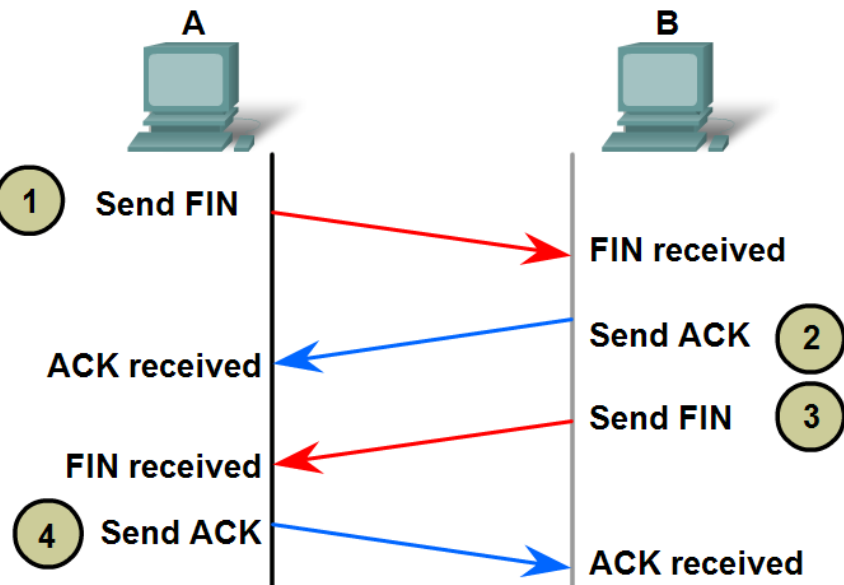 A
B
1
Send FIN
FIN received
Send ACK
2
ACK received
Send FIN
3
FIN received
4
Send ACK
ACK received